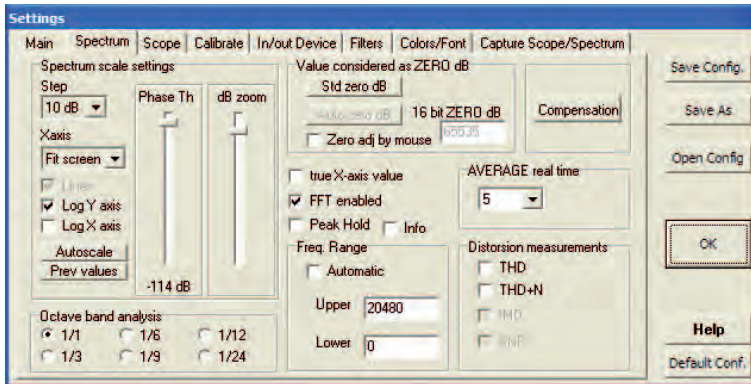 Settings
Main Spectrum Scope Calibrate In/out Device Filters Colors/Font Capture Scope/Spectrum
Spectrum scale settings
Step
10 dB
Phase Th
dB zoom
Xaxis
Fit screen
Lines
Log Y axis
Log X axis
Autoscale
Prev values
-114 dB
Octave band analysis
1/1 1/6 1/12
1/3 1/9 1/24
Value considered as ZERO dB
Std zero dB
Auto zero dB
16 bit ZERO dB
65535
Zero adj by mouse
Compensation
true X-axis value
FFT enabled
Peak Hold Info
AVERAGE real time
5
Freq. Range
Automatic
Upper 20480
Lower 0
Distorsion measurements
THD
THD+N
IMD
SNR
Save Config.
Save As
Open Config
OK
Help
Default Conf.